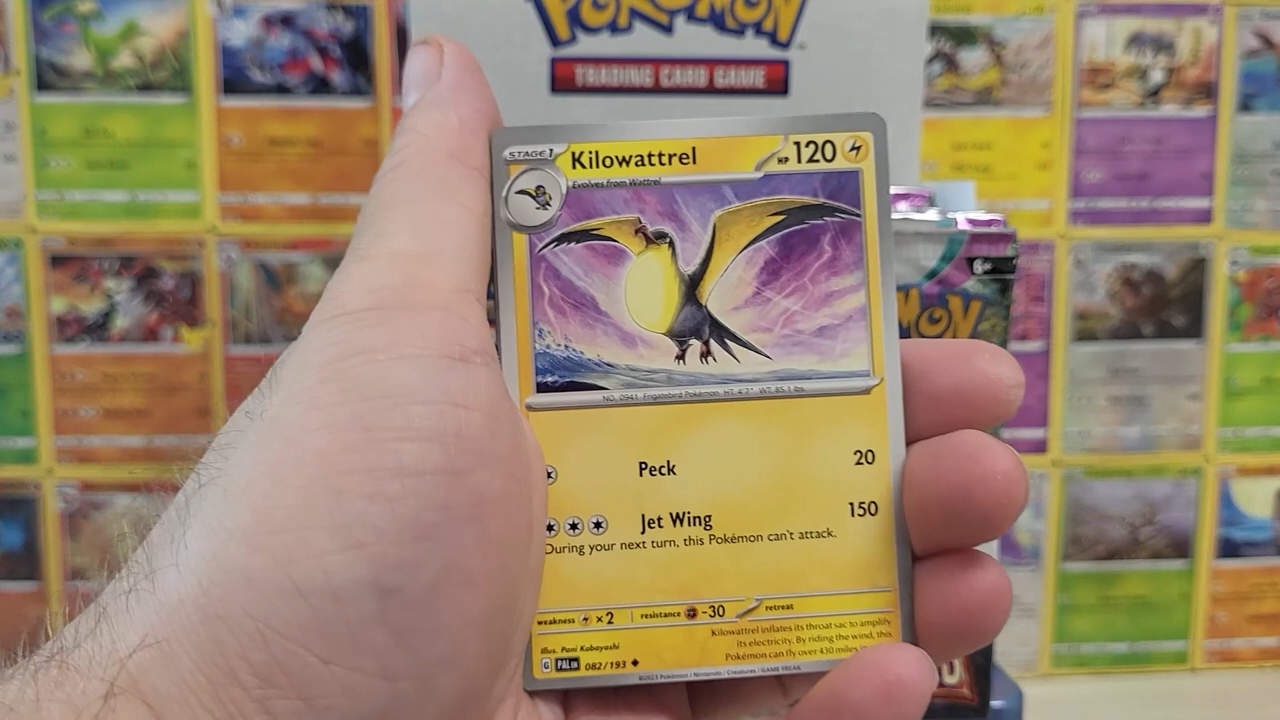 POKÉMON
TRADING CARD GAME
STAGE 1
Kilowattrel
HP 120
Evolves from Wattrel
6+
MON
NO. 0941 Frigatebird Pokémon HT. 4'7" WT. 85.1 lbs.
Peck 20
Jet Wing 150
During your next turn, this Pokémon can't attack.
weakness ×2 resistance -30 retreat
Kilowattrel inflates its throat sac to amplify
its electricity. By riding the wind, this
Pokémon can fly over 430 miles
Illus. Pani Kobayashi
G PAL EN 082/193
©2023 Pokémon / Nintendo / Creatures / GAME FREAK